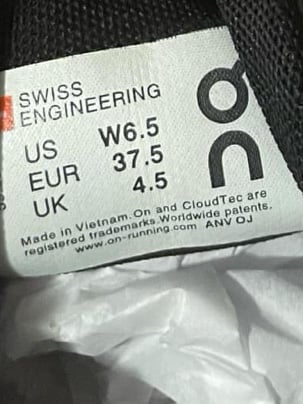 SWISS
ENGINEERING
US W6.5
EUR 37.5
UK 4.5
on
Made in Vietnam. On and CloudTec are
registered trademarks. Worldwide patents.
www.on-running.com ANV OJ